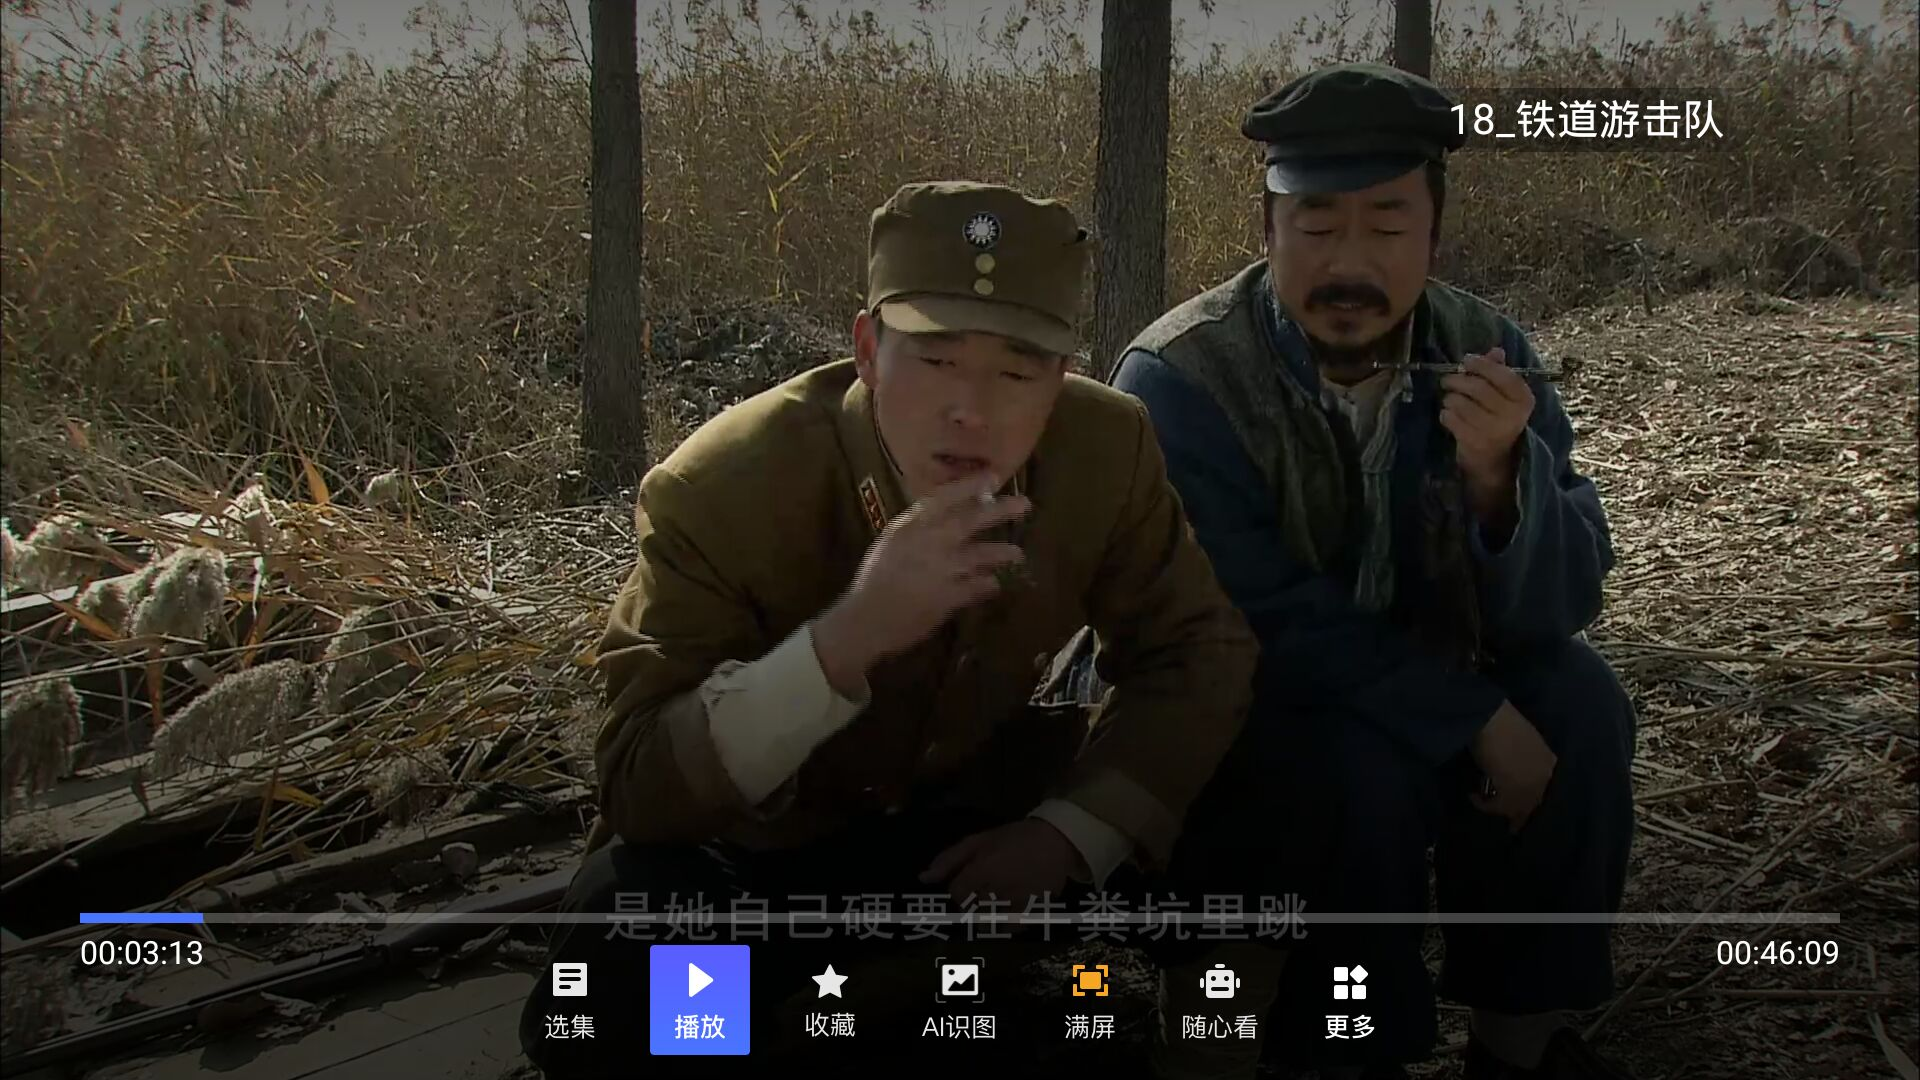 18_铁道游击队
是她自己硬要往牛粪坑里跳
00:03:13
00:46:09
选集
播放
收藏
AI识图
满屏
随心看
更多